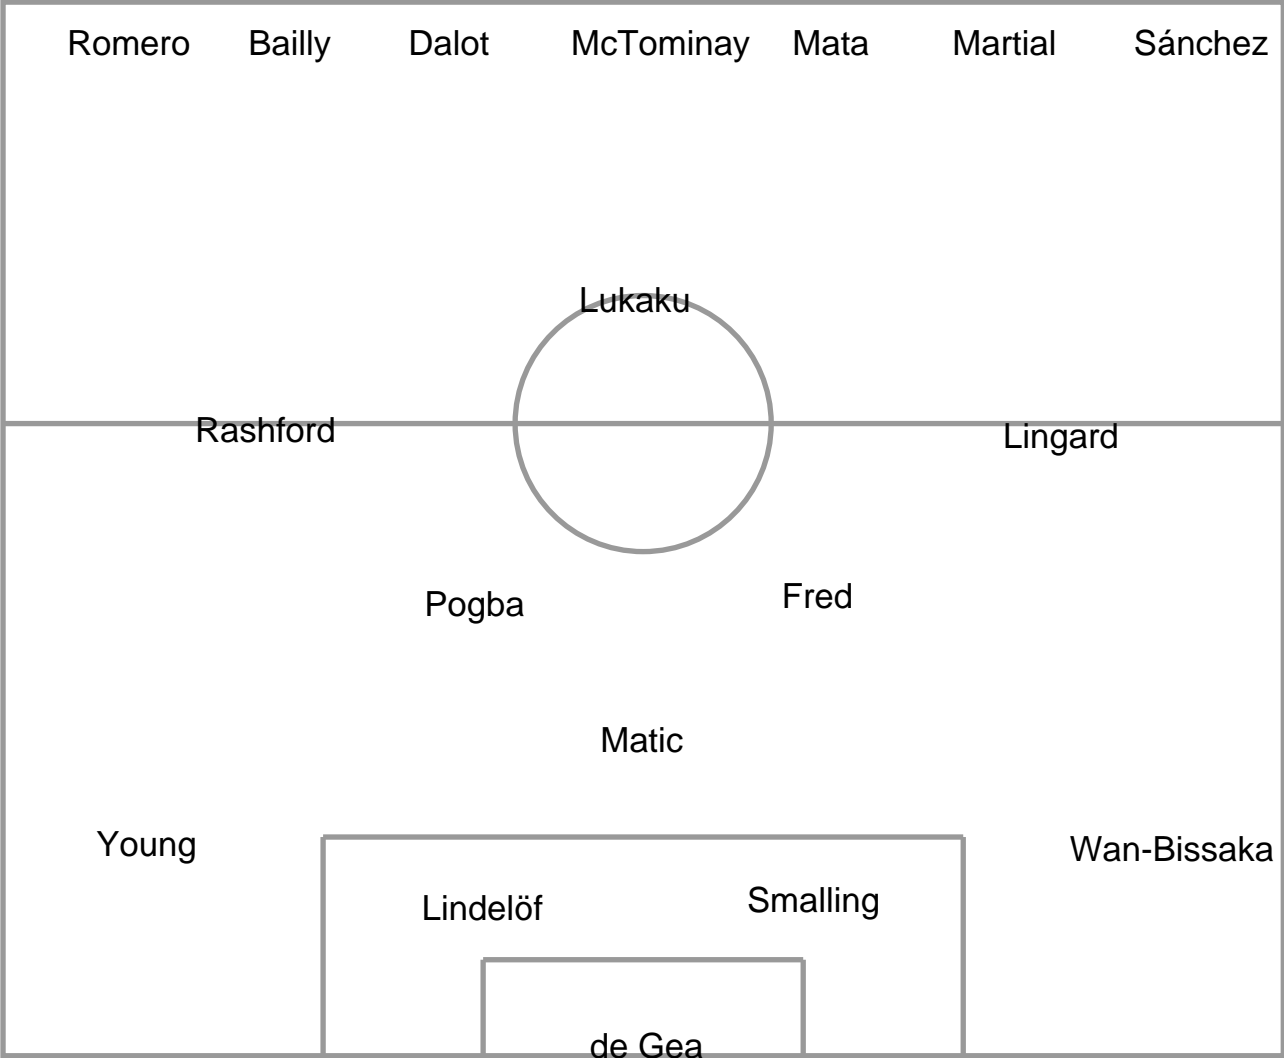 Romero Bailly Dalot McTominay Mata Martial Sánchez
Lukaku
Rashford Lingard
Pogba Fred
Matic
Young Wan-Bissaka
Lindelöf Smalling
de Gea